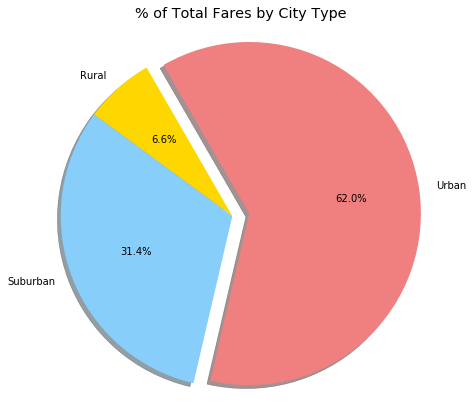 % of Total Fares by City Type
Rural
6.6%
Urban
62.0%
31.4%
Suburban